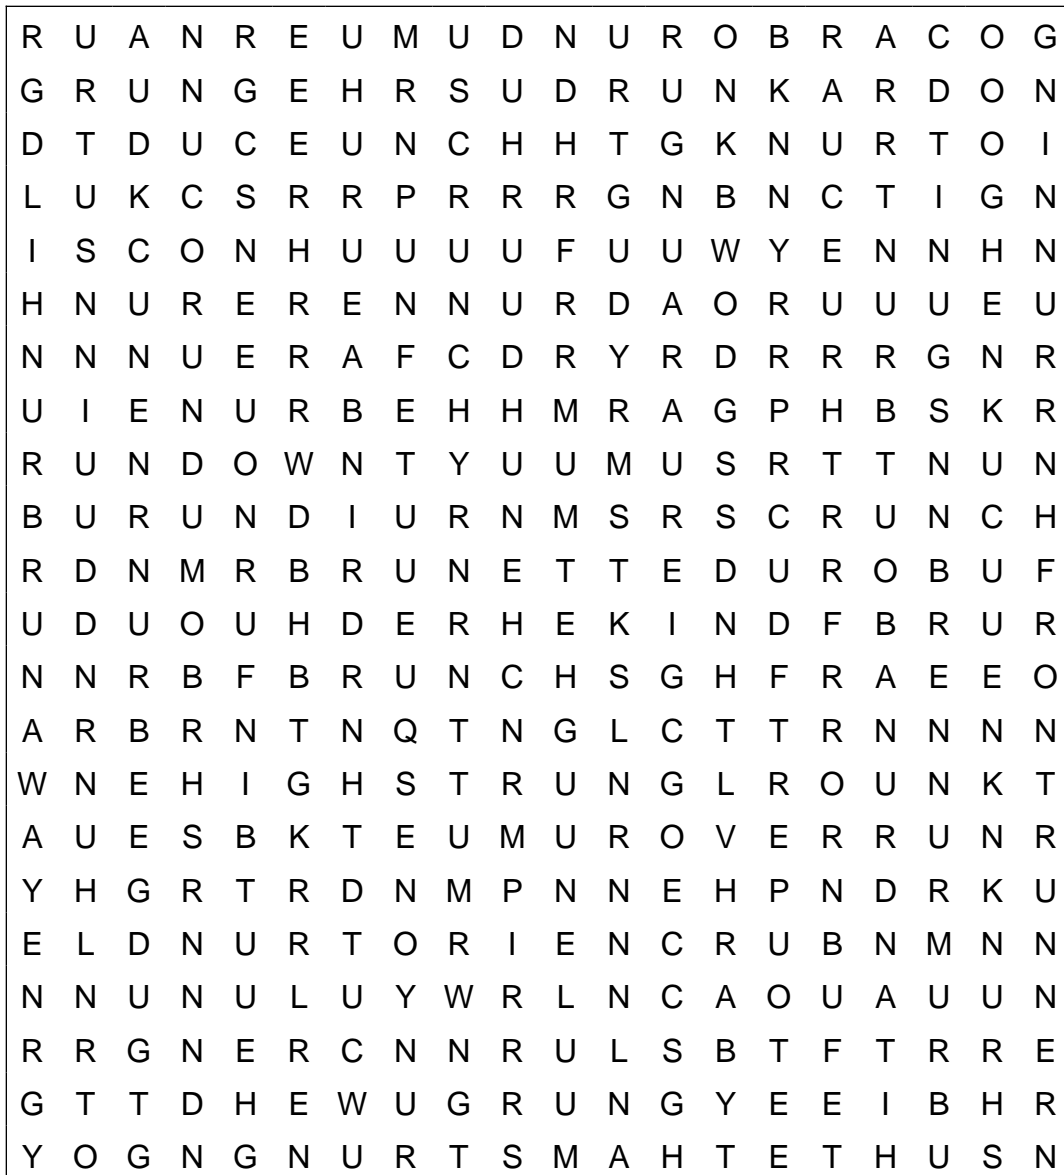 R U A N R E U M U D N U R O B R A C O G
G R U N G E H R S U D R U N K A R D O N
D T D U C E U N C H H T G K N U R T O I
L U K C S R R P R R R G N B N C T I G N
I S C O N H U U U U F U U W Y E N N H N
H N U R E R E N N U R D A O R U U U E U
N N N U E R A F C D R Y R D R R R G N R
U I E N U R B E H H M R A G P H B S K R
R U N D O W N T Y U U M U S R T T N U N
B U R U N D I U R N M S R S C R U N C H
R D N M R B R U N E T T E D U R O B U F
U D U O U H D E R H E K I N D F B R U R
N N R B F B R U N C H S G H F R A E E O
A R B R N T N Q T N G L C T T R N N N N
W N E H I G H S T R U N G L R O U N K T
A U E S B K T E U M U R O V E R R U N R
Y H G R T R D N M P N N E H P N D R K U
E L D N U R T O R I E N C R U B N M N N
N N U N U L U Y W R L N C A O U A U U N
R R G N E R C N N R U L S B T F T R R E
G T T D H E W U G R U N G Y E E I B H R
Y O G N G N U R T S M A H T E T H U S N